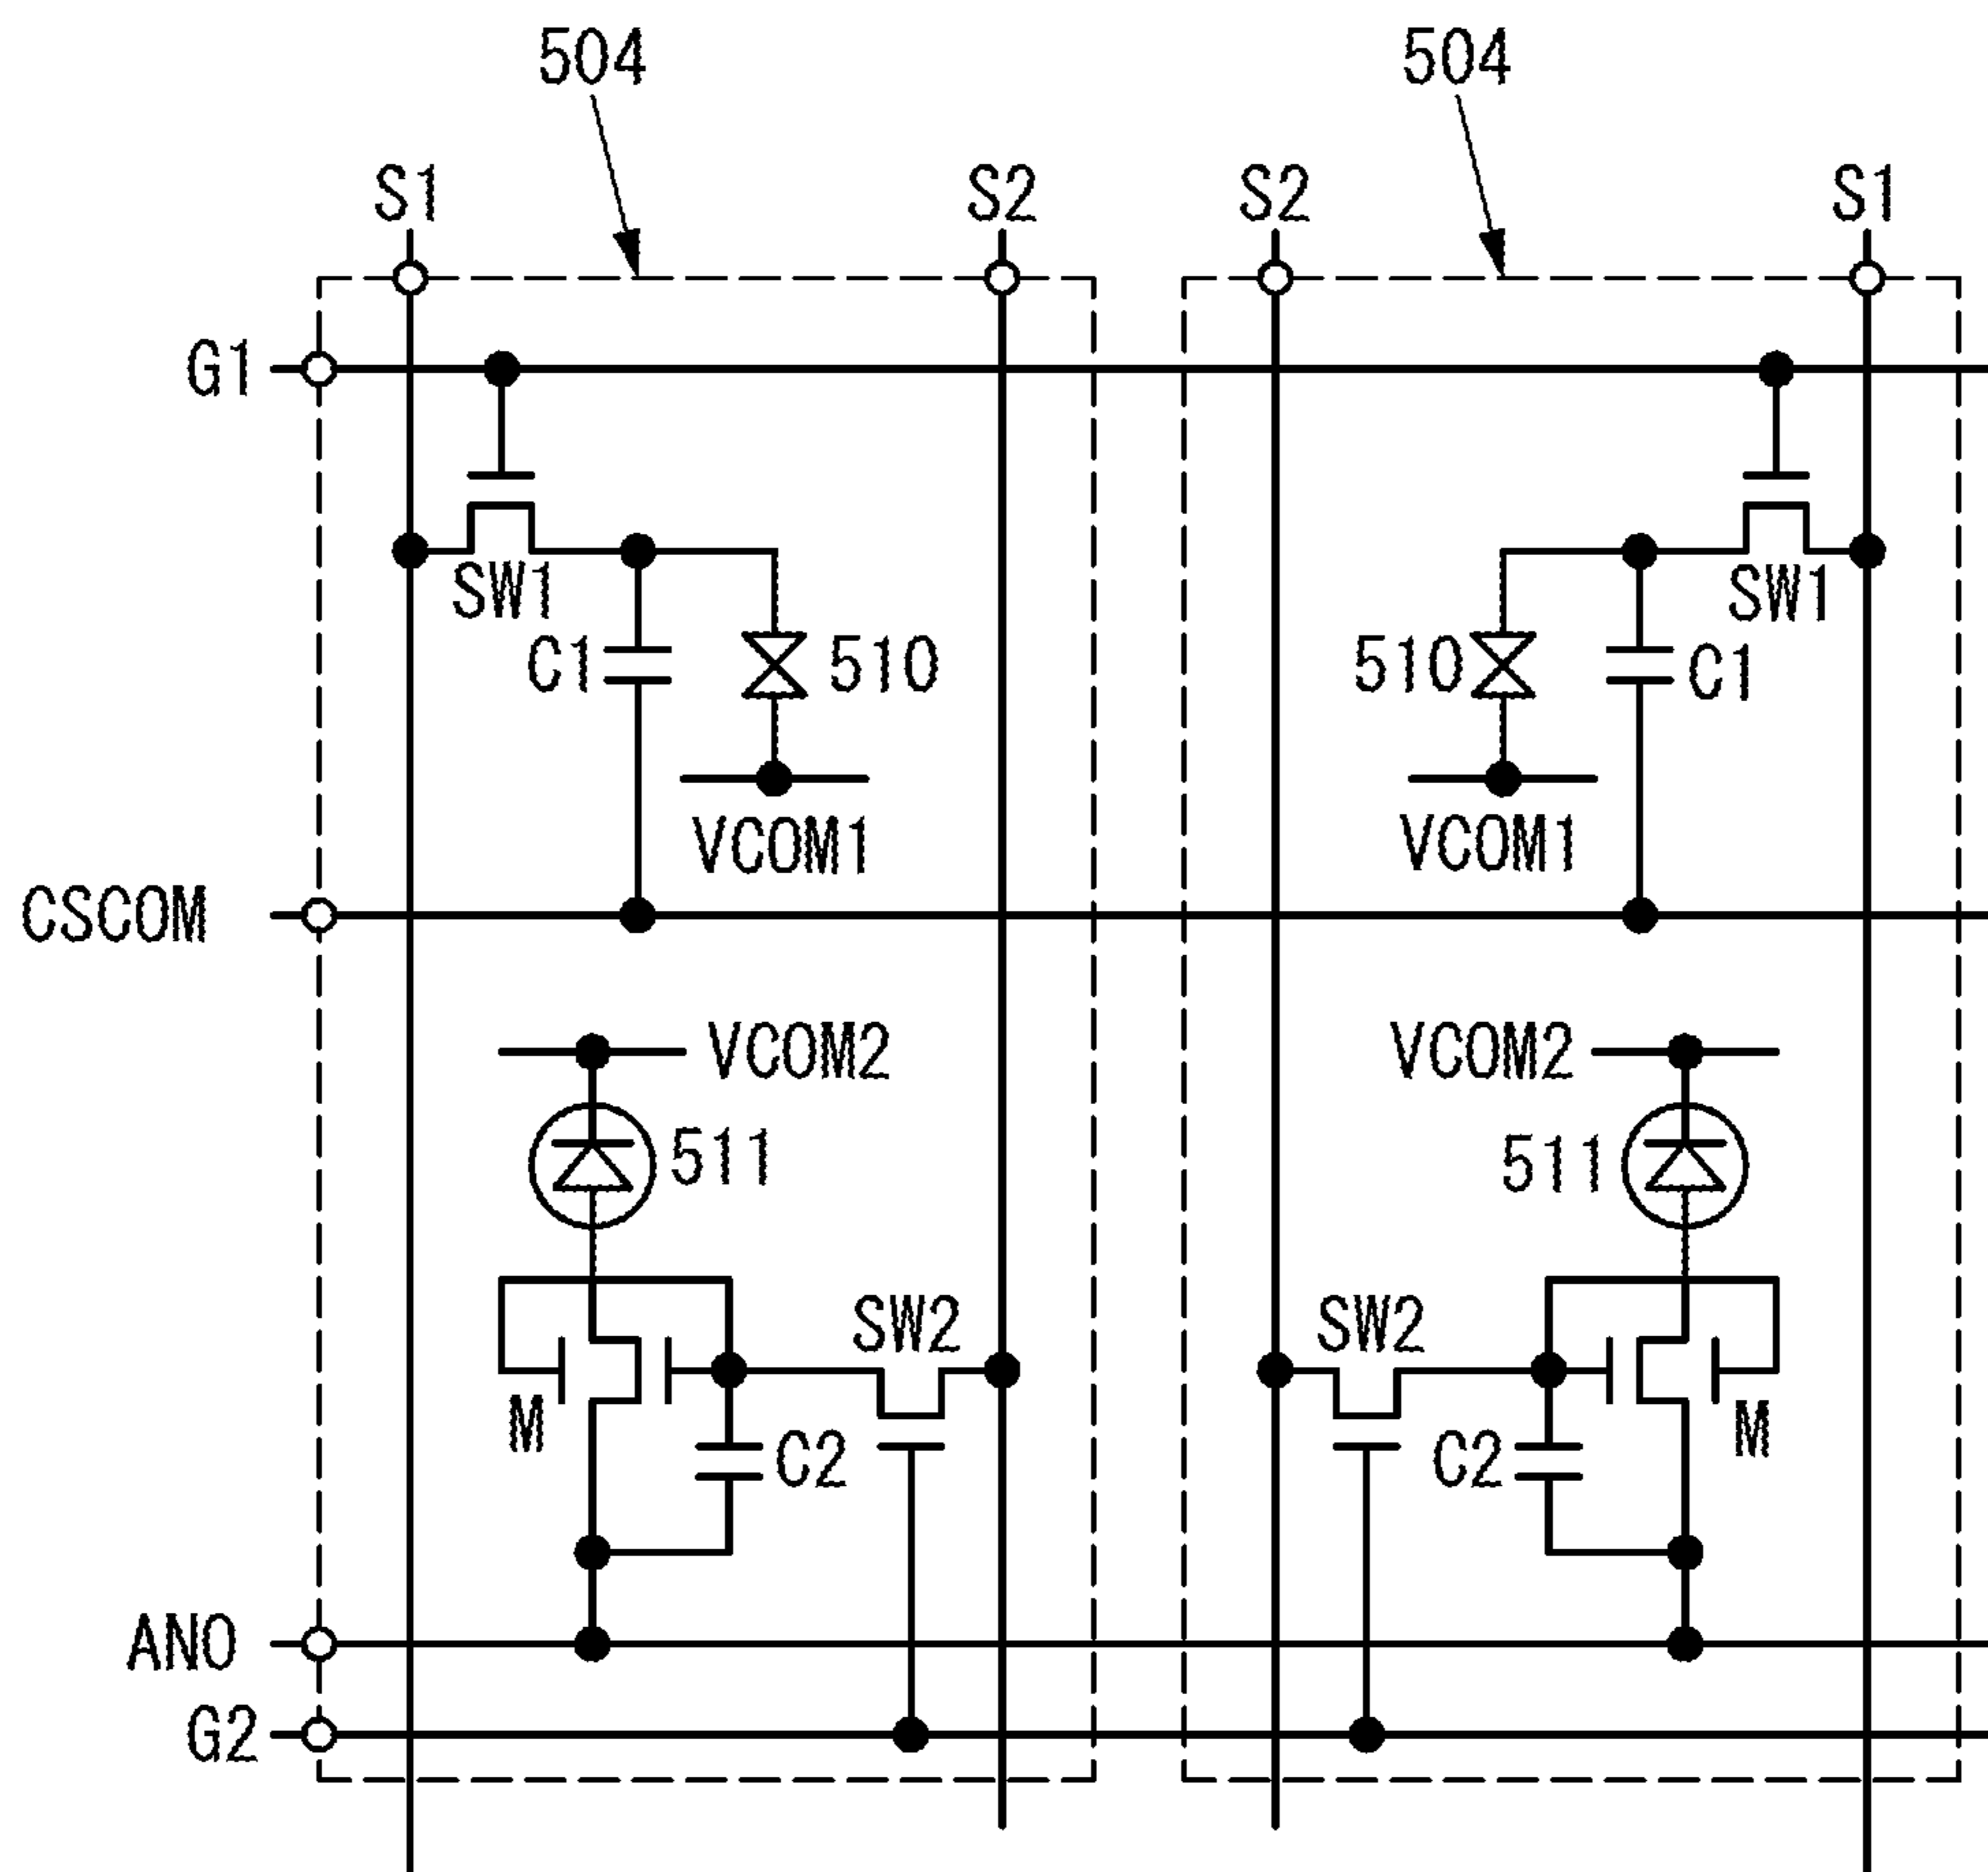 504 504
S1 S2 S2 S1
G1
SW1 SW1
C1 510 510 C1
VCOM1 VCOM1
CSCOM
VCOM2 VCOM2
511 511
SW2 SW2
M M
C2 C2
ANO
G2